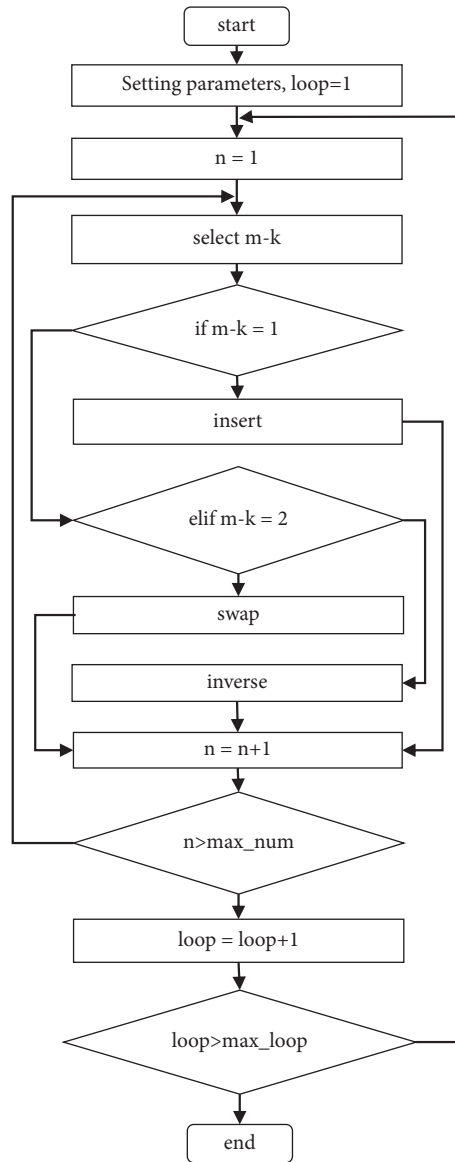 start
Setting parameters, loop=1
n = 1
select m-k
if m-k = 1
insert
elif m-k = 2
swap
inverse
n = n+1
n>max_num
loop = loop+1
loop>max_loop
end